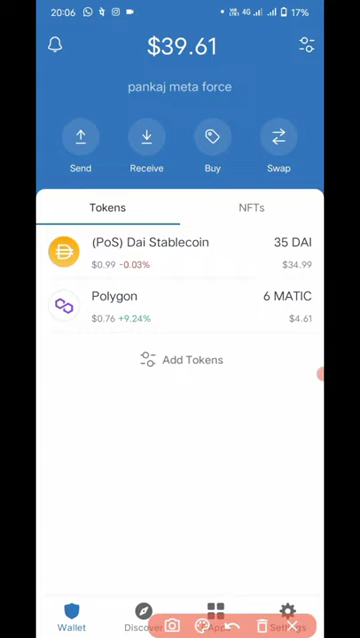 20:06 4G 17%
$39.61
pankaj meta force
Send Receive Buy Swap
Tokens NFTs
(PoS) Dai Stablecoin 35 DAI
$0.99 -0.03% $34.99
Polygon 6 MATIC
$0.76 +9.24% $4.61
Add Tokens
Wallet Discover Settings